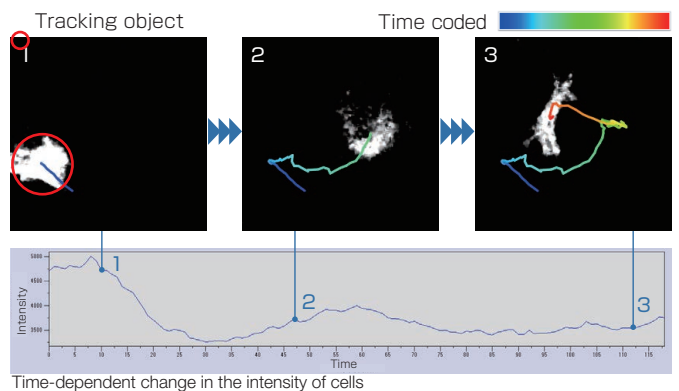 Tracking object
Time coded
1
2
3
5000
4500
4000
3500
Intensity
1
2
3
0 5 10 15 20 25 30 35 40 45 50 55 60 65 70 75 80 85 90 95 100 105 110 115
Time
Time-dependent change in the intensity of cells